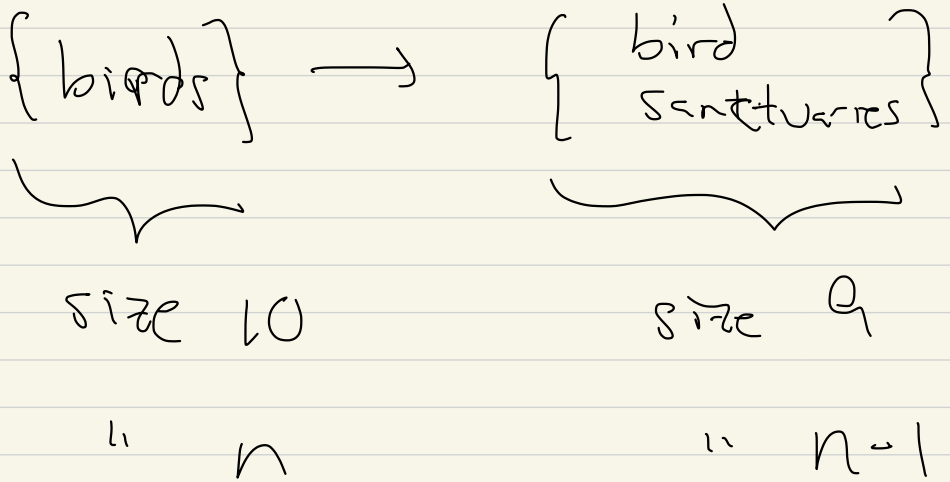 {birds} → {bird
sanctuaries}
size 10 size 9
" n " n-1